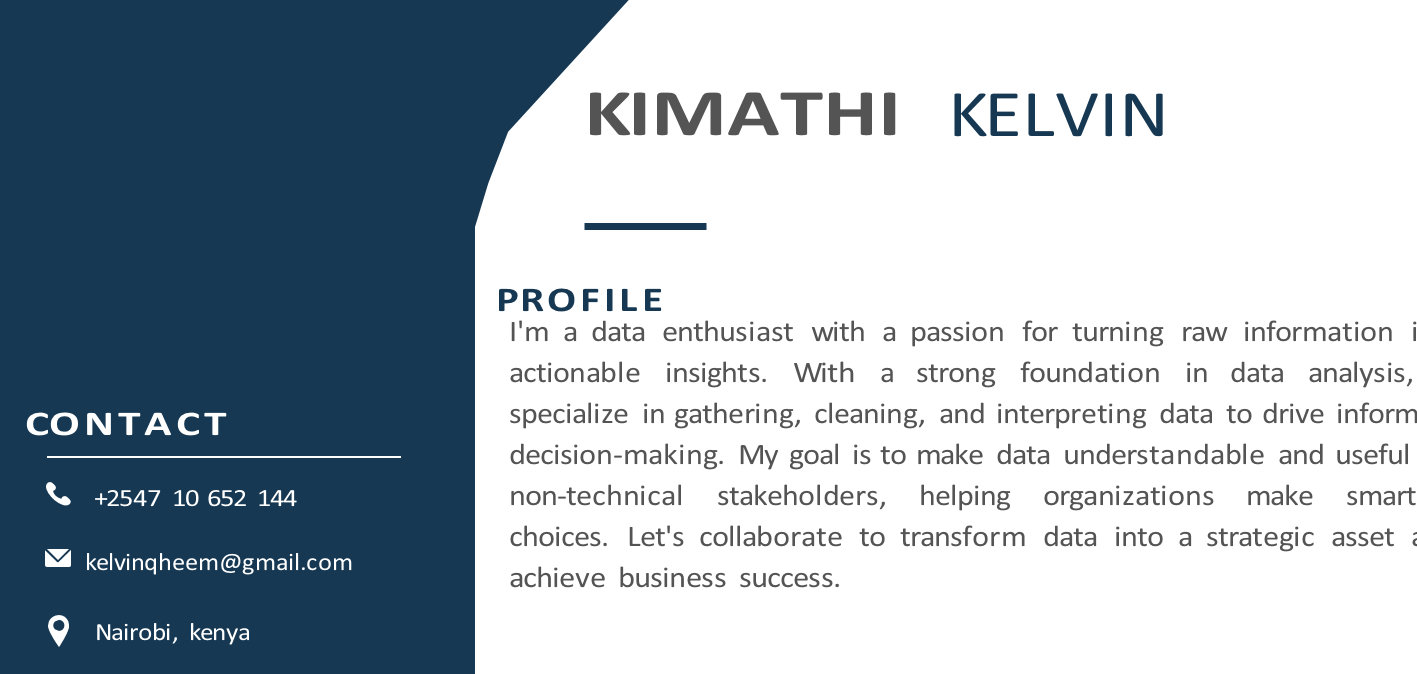 KIMATHI KELVIN
PROFILE
I'm a data enthusiast with a passion for turning raw information
actionable insights. With a strong foundation in data analysis,
specialize in gathering, cleaning, and interpreting data to drive
decision-making. My goal is to make data understandable and useful
non-technical stakeholders, helping organizations make smart
choices. Let's collaborate to transform data into a strategic asset
achieve business success.
CONTACT
+2547 10 652 144
kelvinqheem@gmail.com
Nairobi, kenya